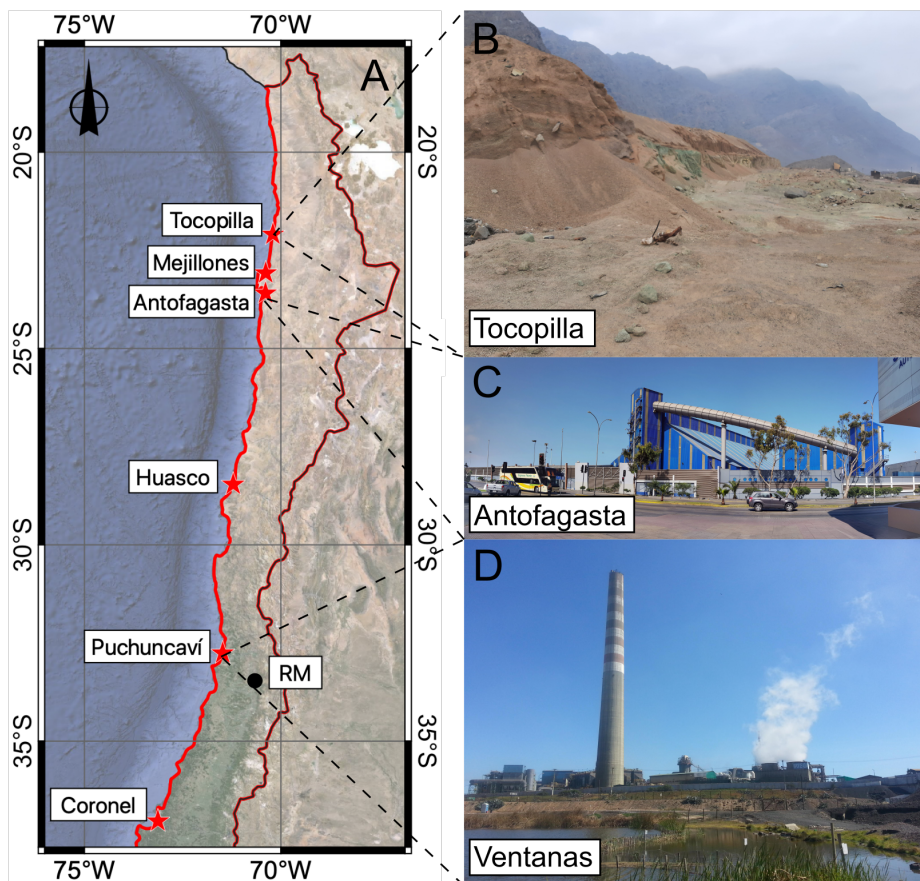 75°W
70°W
A
20°S
20°S
Tocopilla
Mejillones
Antofagasta
25°S
25°S
Huasco
30°S
30°S
Puchuncaví
RM
35°S
35°S
Coronel
75°W
70°W
B
Tocopilla
C
Antofagasta
D
Ventanas